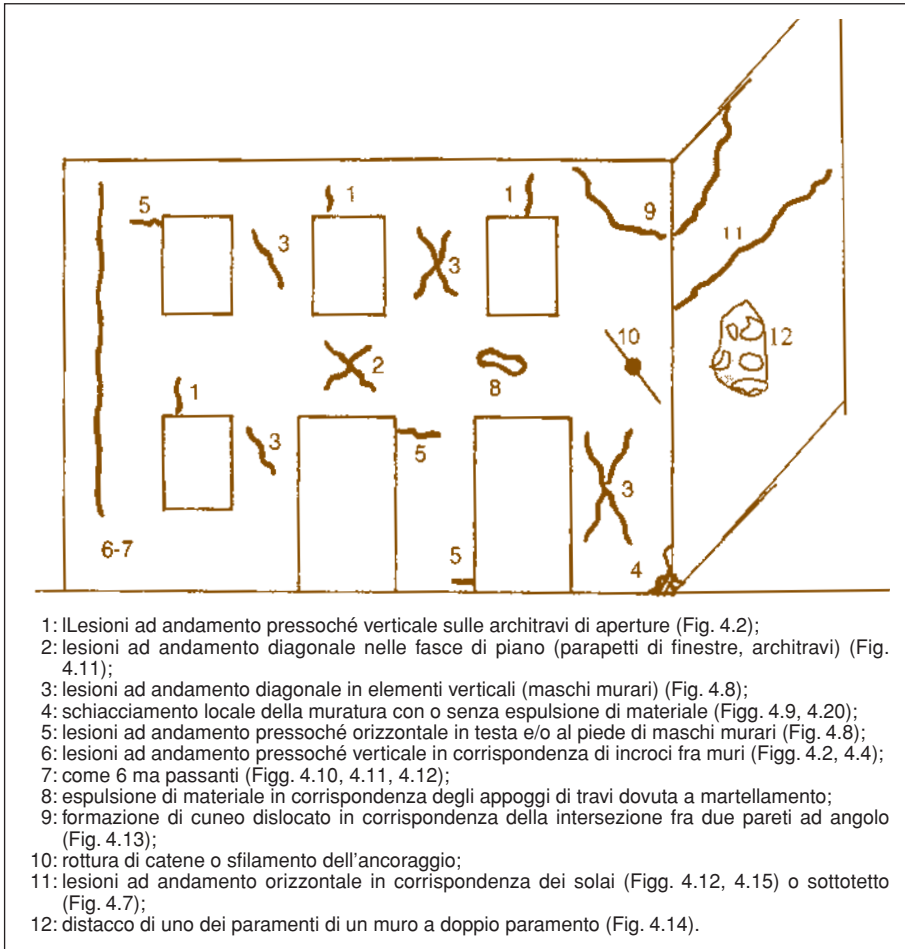 1
1
5
9
3
3
11
10
12
2
8
1
3
5
3
6-7
5
4
1: lLesioni ad andamento pressoché verticale sulle architravi di aperture (Fig. 4.2);
2: lesioni ad andamento diagonale nelle fasce di piano (parapetti di finestre, architravi) (Fig.
4.11);
3: lesioni ad andamento diagonale in elementi verticali (maschi murari) (Fig. 4.8);
4: schiacciamento locale della muratura con o senza espulsione di materiale (Figg. 4.9, 4.20);
5: lesioni ad andamento pressoché orizzontale in testa e/o al piede di maschi murari (Fig. 4.8);
6: lesioni ad andamento pressoché verticale in corrispondenza di incroci fra muri (Figg. 4.2, 4.4);
7: come 6 ma passanti (Figg. 4.10, 4.11, 4.12);
8: espulsione di materiale in corrispondenza degli appoggi di travi dovuta a martellamento;
9: formazione di cuneo dislocato in corrispondenza della intersezione fra due pareti ad angolo
(Fig. 4.13);
10: rottura di catene o sfilamento dell'ancoraggio;
11: lesioni ad andamento orizzontale in corrispondenza dei solai (Figg. 4.12, 4.15) o sottotetto
(Fig. 4.7);
12: distacco di uno dei paramenti di un muro a doppio paramento (Fig. 4.14).